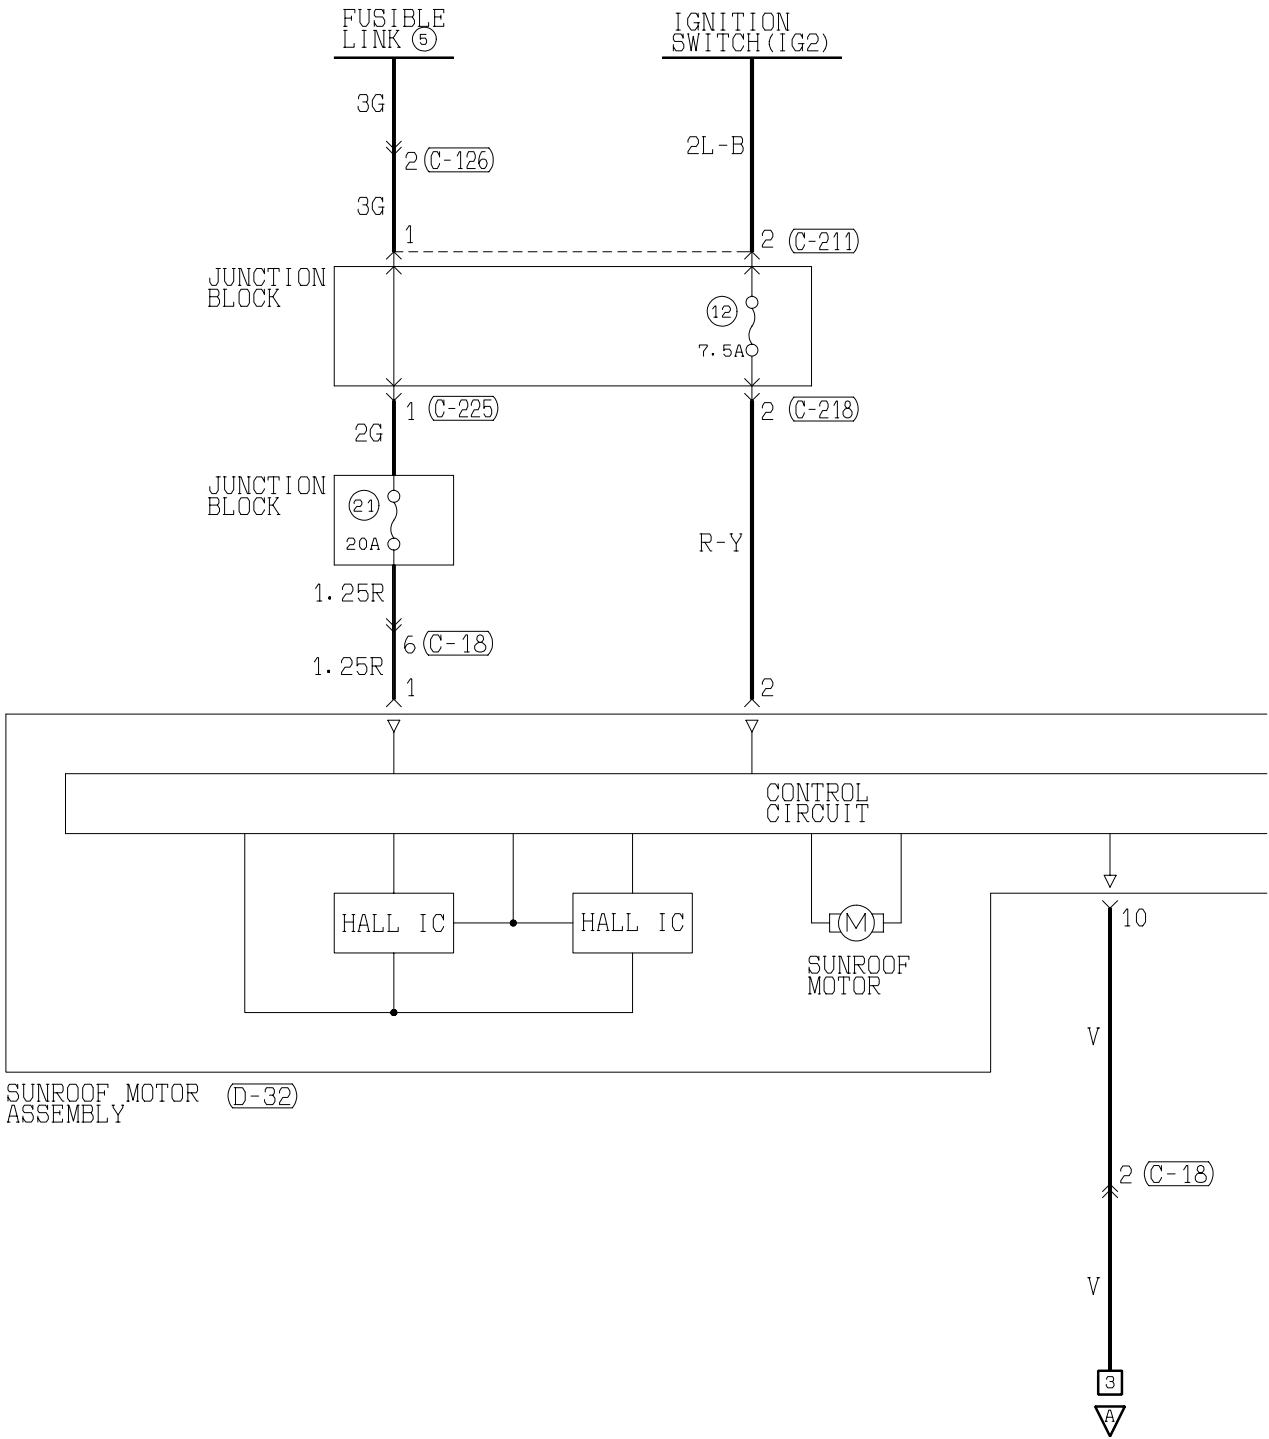 FUSIBLE
LINK 5
IGNITION
SWITCH(IG2)
3G
2L-B
2 C-126
3G
1
2 C-211
JUNCTION
BLOCK
12
7.5A
1 C-225
2 C-218
2G
JUNCTION
BLOCK
21
20A
R-Y
1.25R
6 C-18
1.25R
1
2
CONTROL
CIRCUIT
HALL IC
HALL IC
M
10
SUNROOF
MOTOR
V
SUNROOF MOTOR
ASSEMBLY
D-32
2 C-18
V
3
A